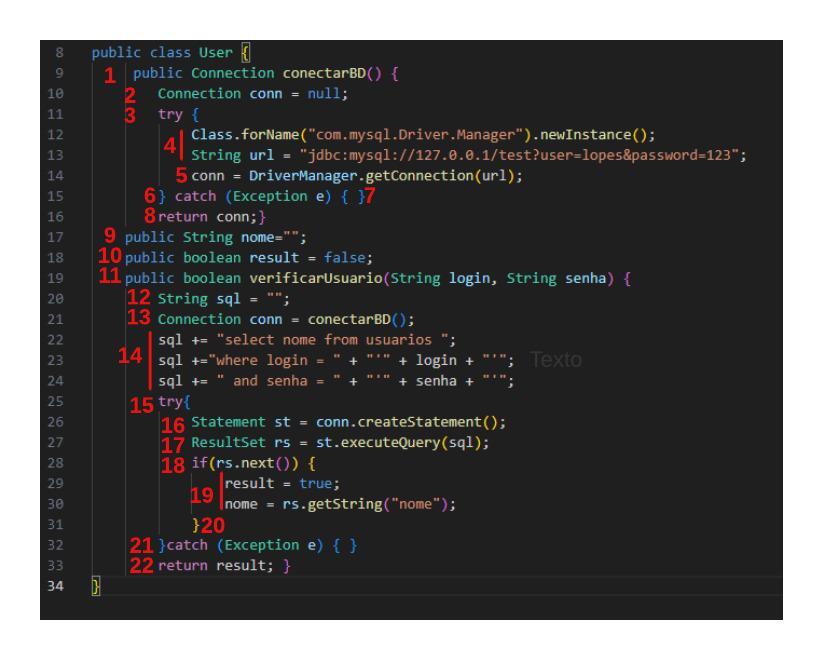 8 public class User {
9 1 public Connection conectarBD() {
10 2 Connection conn = null;
11 3 try {
12 Class.forName("com.mysql.Driver.Manager").newInstance();
4
13 String url = "jdbc:mysql://127.0.0.1/test?user=lopes&password=123";
14 5 conn = DriverManager.getConnection(url);
15 6 } catch (Exception e) { }7
16 8 return conn;}
17 9 public String nome="";
18 10 public boolean result = false;
19 11 public boolean verificarUsuario(String login, String senha) {
20 12 String sql = "";
21 13 Connection conn = conectarBD();
22 sql += "select nome from usuarios ";
23 14 sql +="where login = " + "'" + login + "'"; Texto
24 sql += " and senha = " + "'" + senha + "'";
25 15 try{
26 16 Statement st = conn.createStatement();
27 17 ResultSet rs = st.executeQuery(sql);
28 18 if(rs.next()) {
29 result = true;
19
30 nome = rs.getString("nome");
31 }20
32 21 }catch (Exception e) { }
33 22 return result; }
34 }